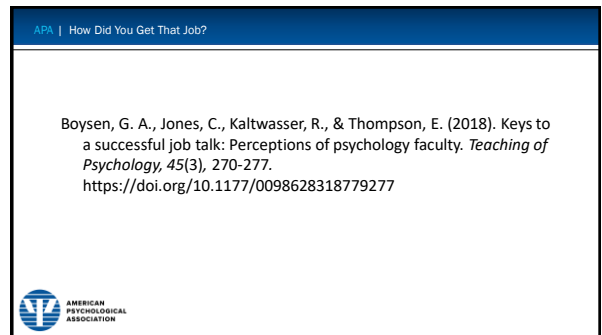 APA | How Did You Get That Job?
Boysen, G. A., Jones, C., Kaltwasser, R., & Thompson, E. (2018). Keys to
a successful job talk: Perceptions of psychology faculty. Teaching of
Psychology, 45(3), 270-277.
https://doi.org/10.1177/0098628318779277
AMERICAN
PSYCHOLOGICAL
ASSOCIATION